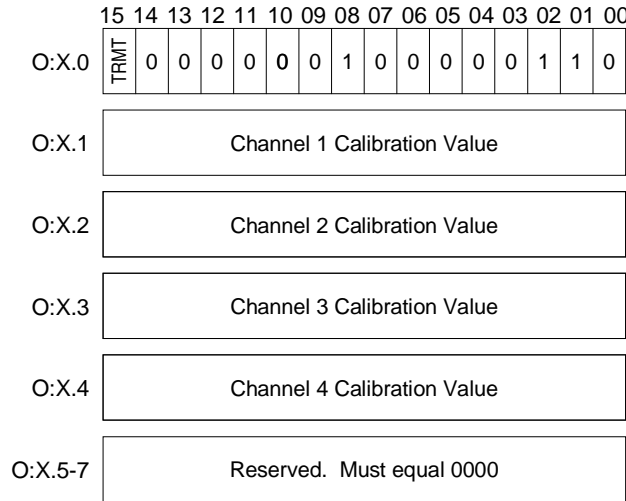 15 14 13 12 11 10 09 08 07 06 05 04 03 02 01 00
O:X.0 TRMT 0 0 0 0 0 0 1 0 0 0 0 0 1 1 0
O:X.1 Channel 1 Calibration Value
O:X.2 Channel 2 Calibration Value
O:X.3 Channel 3 Calibration Value
O:X.4 Channel 4 Calibration Value
O:X.5-7 Reserved. Must equal 0000